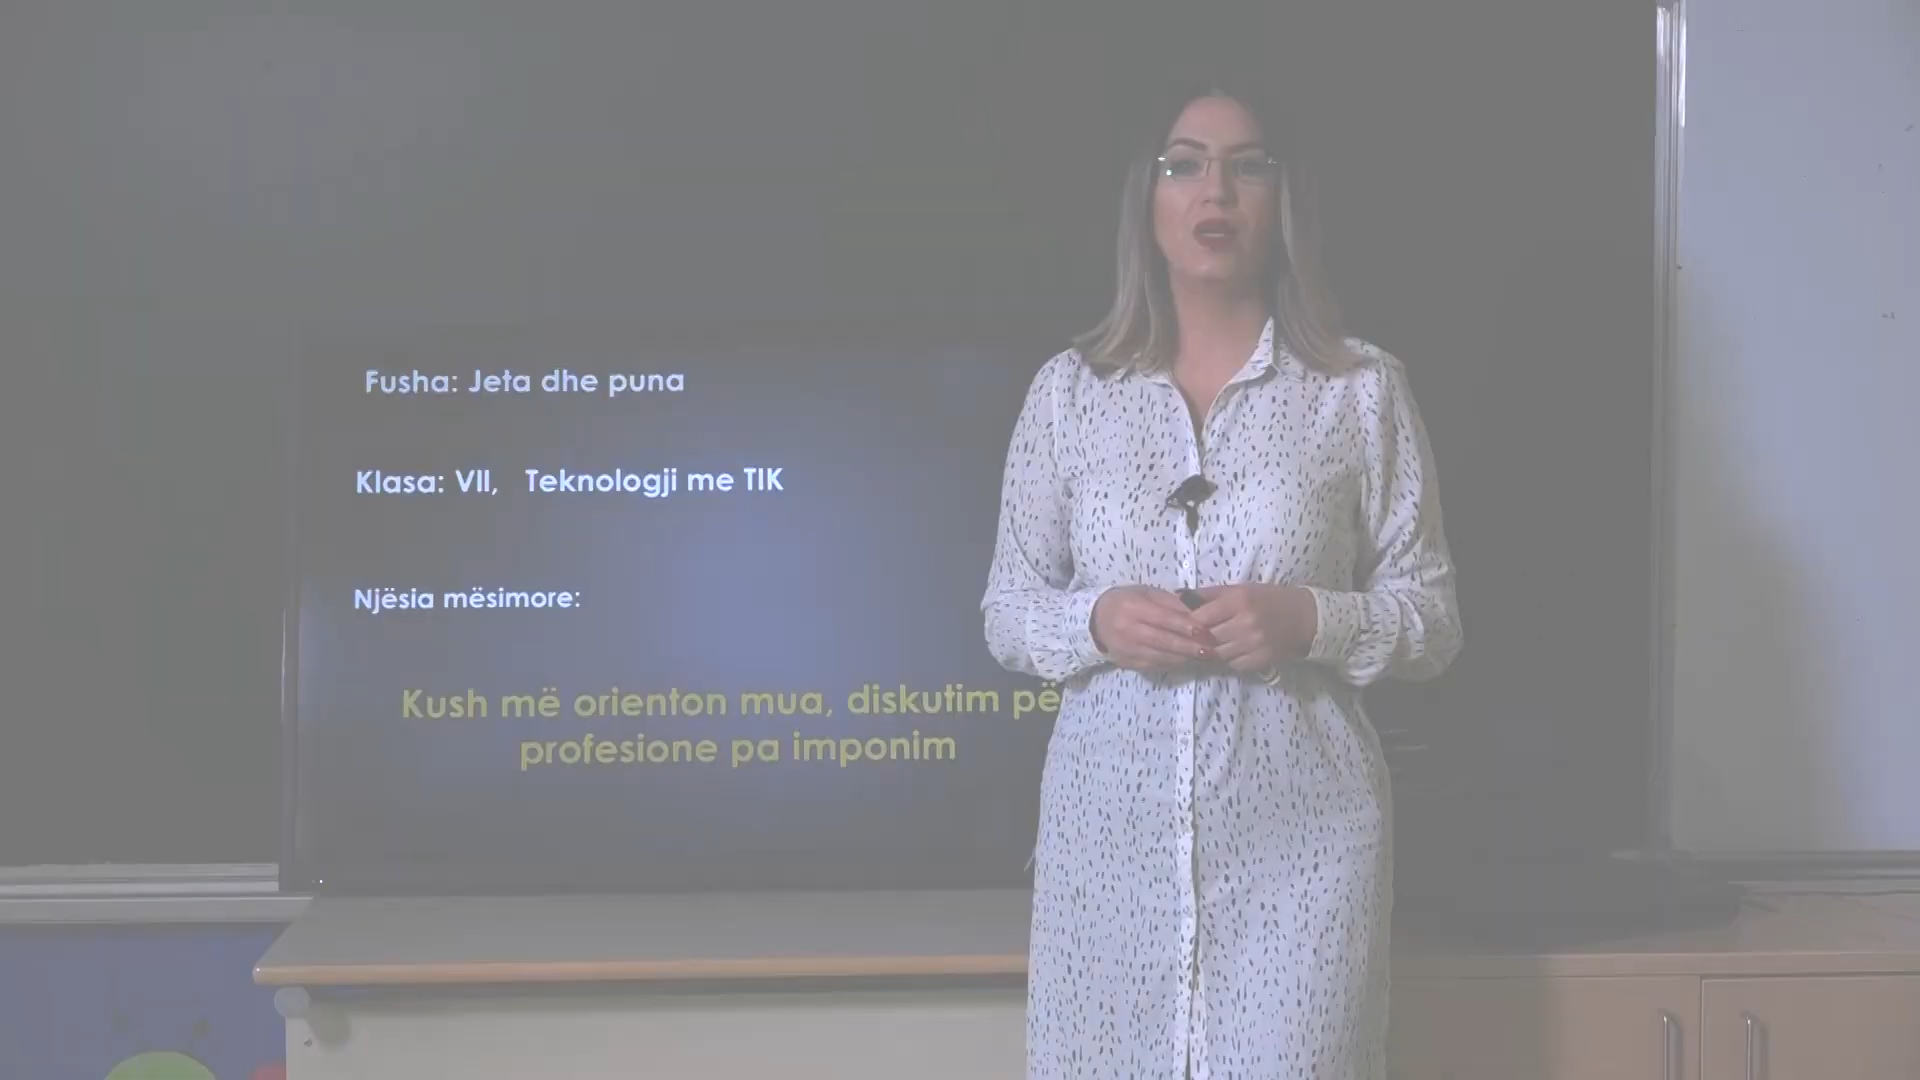 Fusha: Jeta dhe puna
Klasa: VII, Teknologji me TIK
Njësia mësimore:
Kush më orienton mua, diskutim
profesione pa imponim